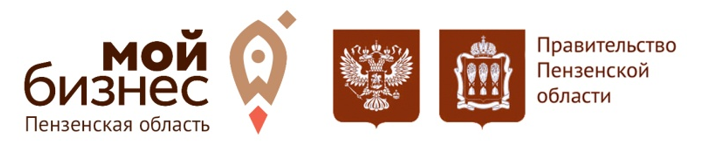 мой
бизнес
Пензенская область
Правительство
Пензенской
области